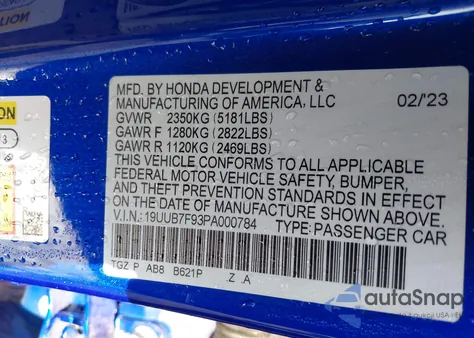 MFD. BY HONDA DEVELOPMENT &
MANUFACTURING OF AMERICA, LLC 02/23
GVWR 2350KG (5181LBS)
GAWR F 1280KG (2822LBS)
GAWR R 1120KG (2469LBS)
THIS VEHICLE CONFORMS TO ALL APPLICABLE
FEDERAL MOTOR VEHICLE SAFETY, BUMPER,
AND THEFT PREVENTION STANDARDS IN EFFECT
ON THE DATE OF MANUFACTURE SHOWN ABOVE.
V.I.N.: 19UUB7F93PA000784 TYPE: PASSENGER CAR
TGZ P AB8 B621P Z A
autoSnap